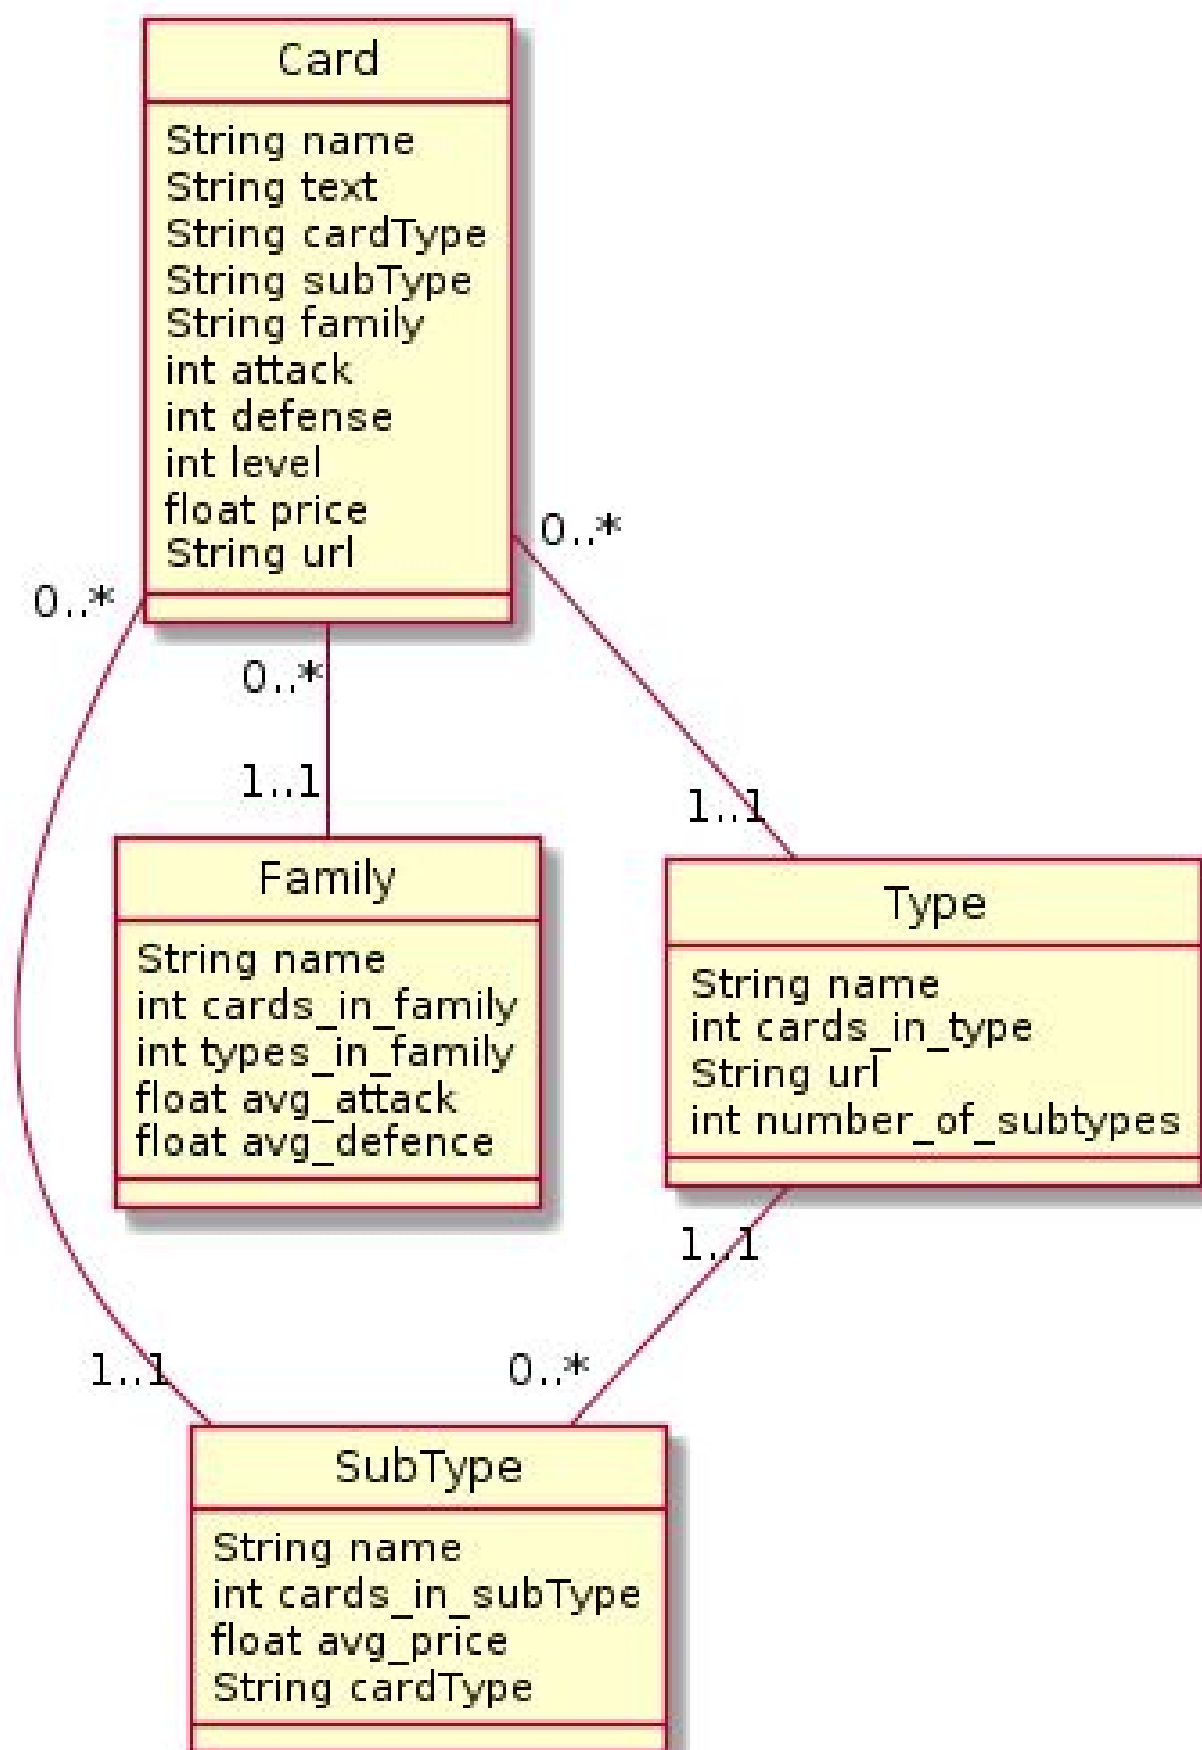 Card
String name
String text
String cardType
String subType
String family
int attack
int defense
int level
float price
String url
0..*
0..*
0..*
1..1
1..1
Family
String name
int cards_in_family
int types_in_family
float avg_attack
float avg_defence
Type
String name
int cards_in_type
String url
int number_of_subtypes
1..1
1..1
0..*
SubType
String name
int cards_in_subType
float avg_price
String cardType